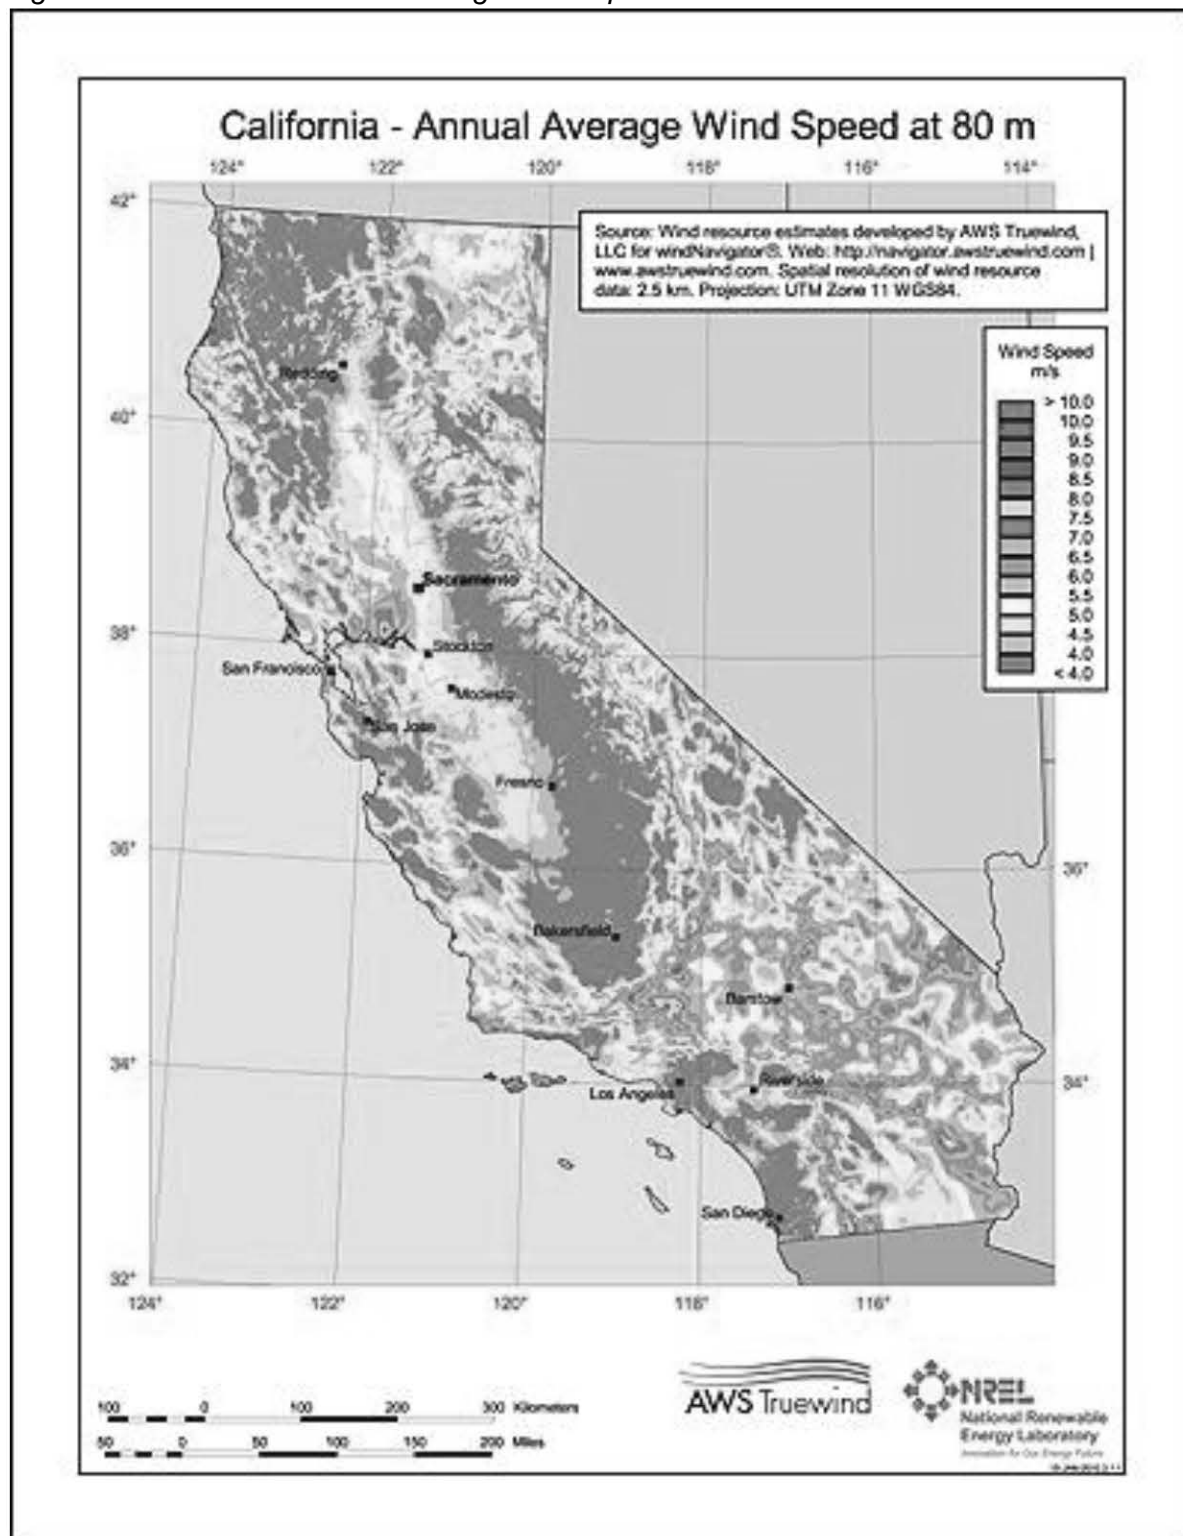 California - Annual Average Wind Speed at 80 m
124° 122° 120° 118° 116° 114°
42°
Source: Wind resource estimates developed by AWS Truewind,
LLC for windNavigator®. Web: http://navigator.awstruewind.com |
www.awstruewind.com. Spatial resolution of wind resource
data: 2.5 km. Projection: UTM Zone 11 WGS84.
Wind Speed
m/s
> 10.0
10.0
9.5
9.0
8.5
8.0
7.5
7.0
6.5
6.0
5.5
5.0
4.5
4.0
< 4.0
Redding
40°
Sacramento
38°
Stockton
San Francisco
Modesto
San Jose
Fresno
36°
36°
Bakersfield
Barstow
34°
34°
Riverside
Los Angeles
San Diego
32°
124° 122° 120° 118° 116°
100 0 100 200 300 Kilometers
50 0 50 100 150 200 Miles
AWS Truewind
NREL
National Renewable
Energy Laboratory
Innovation for Our Energy Future